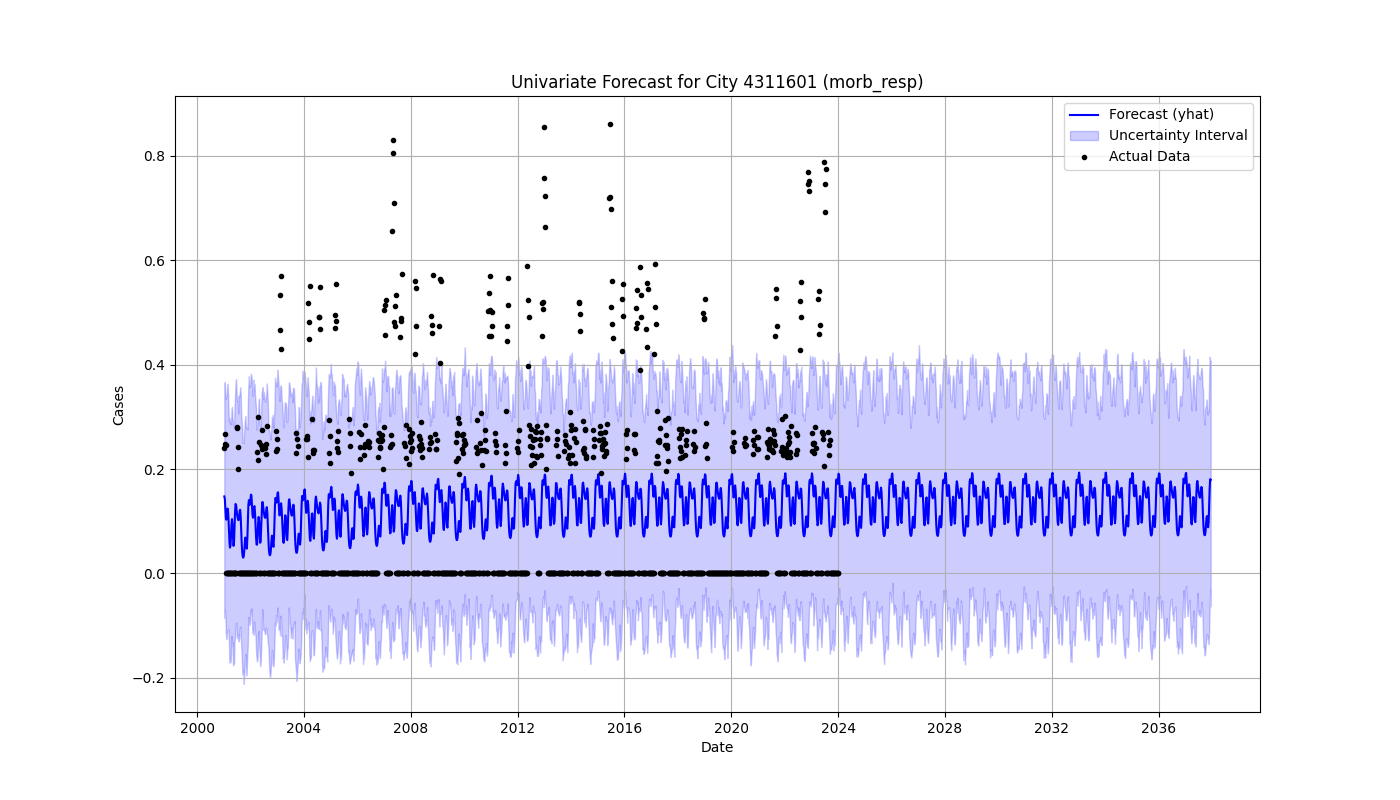 Univariate Forecast for City 4311601 (morb_resp)
Forecast (yhat)
Uncertainty Interval
Actual Data
Cases
0.8
0.6
0.4
0.2
0.0
−0.2
2000 2004 2008 2012 2016 2020 2024 2028 2032 2036
Date